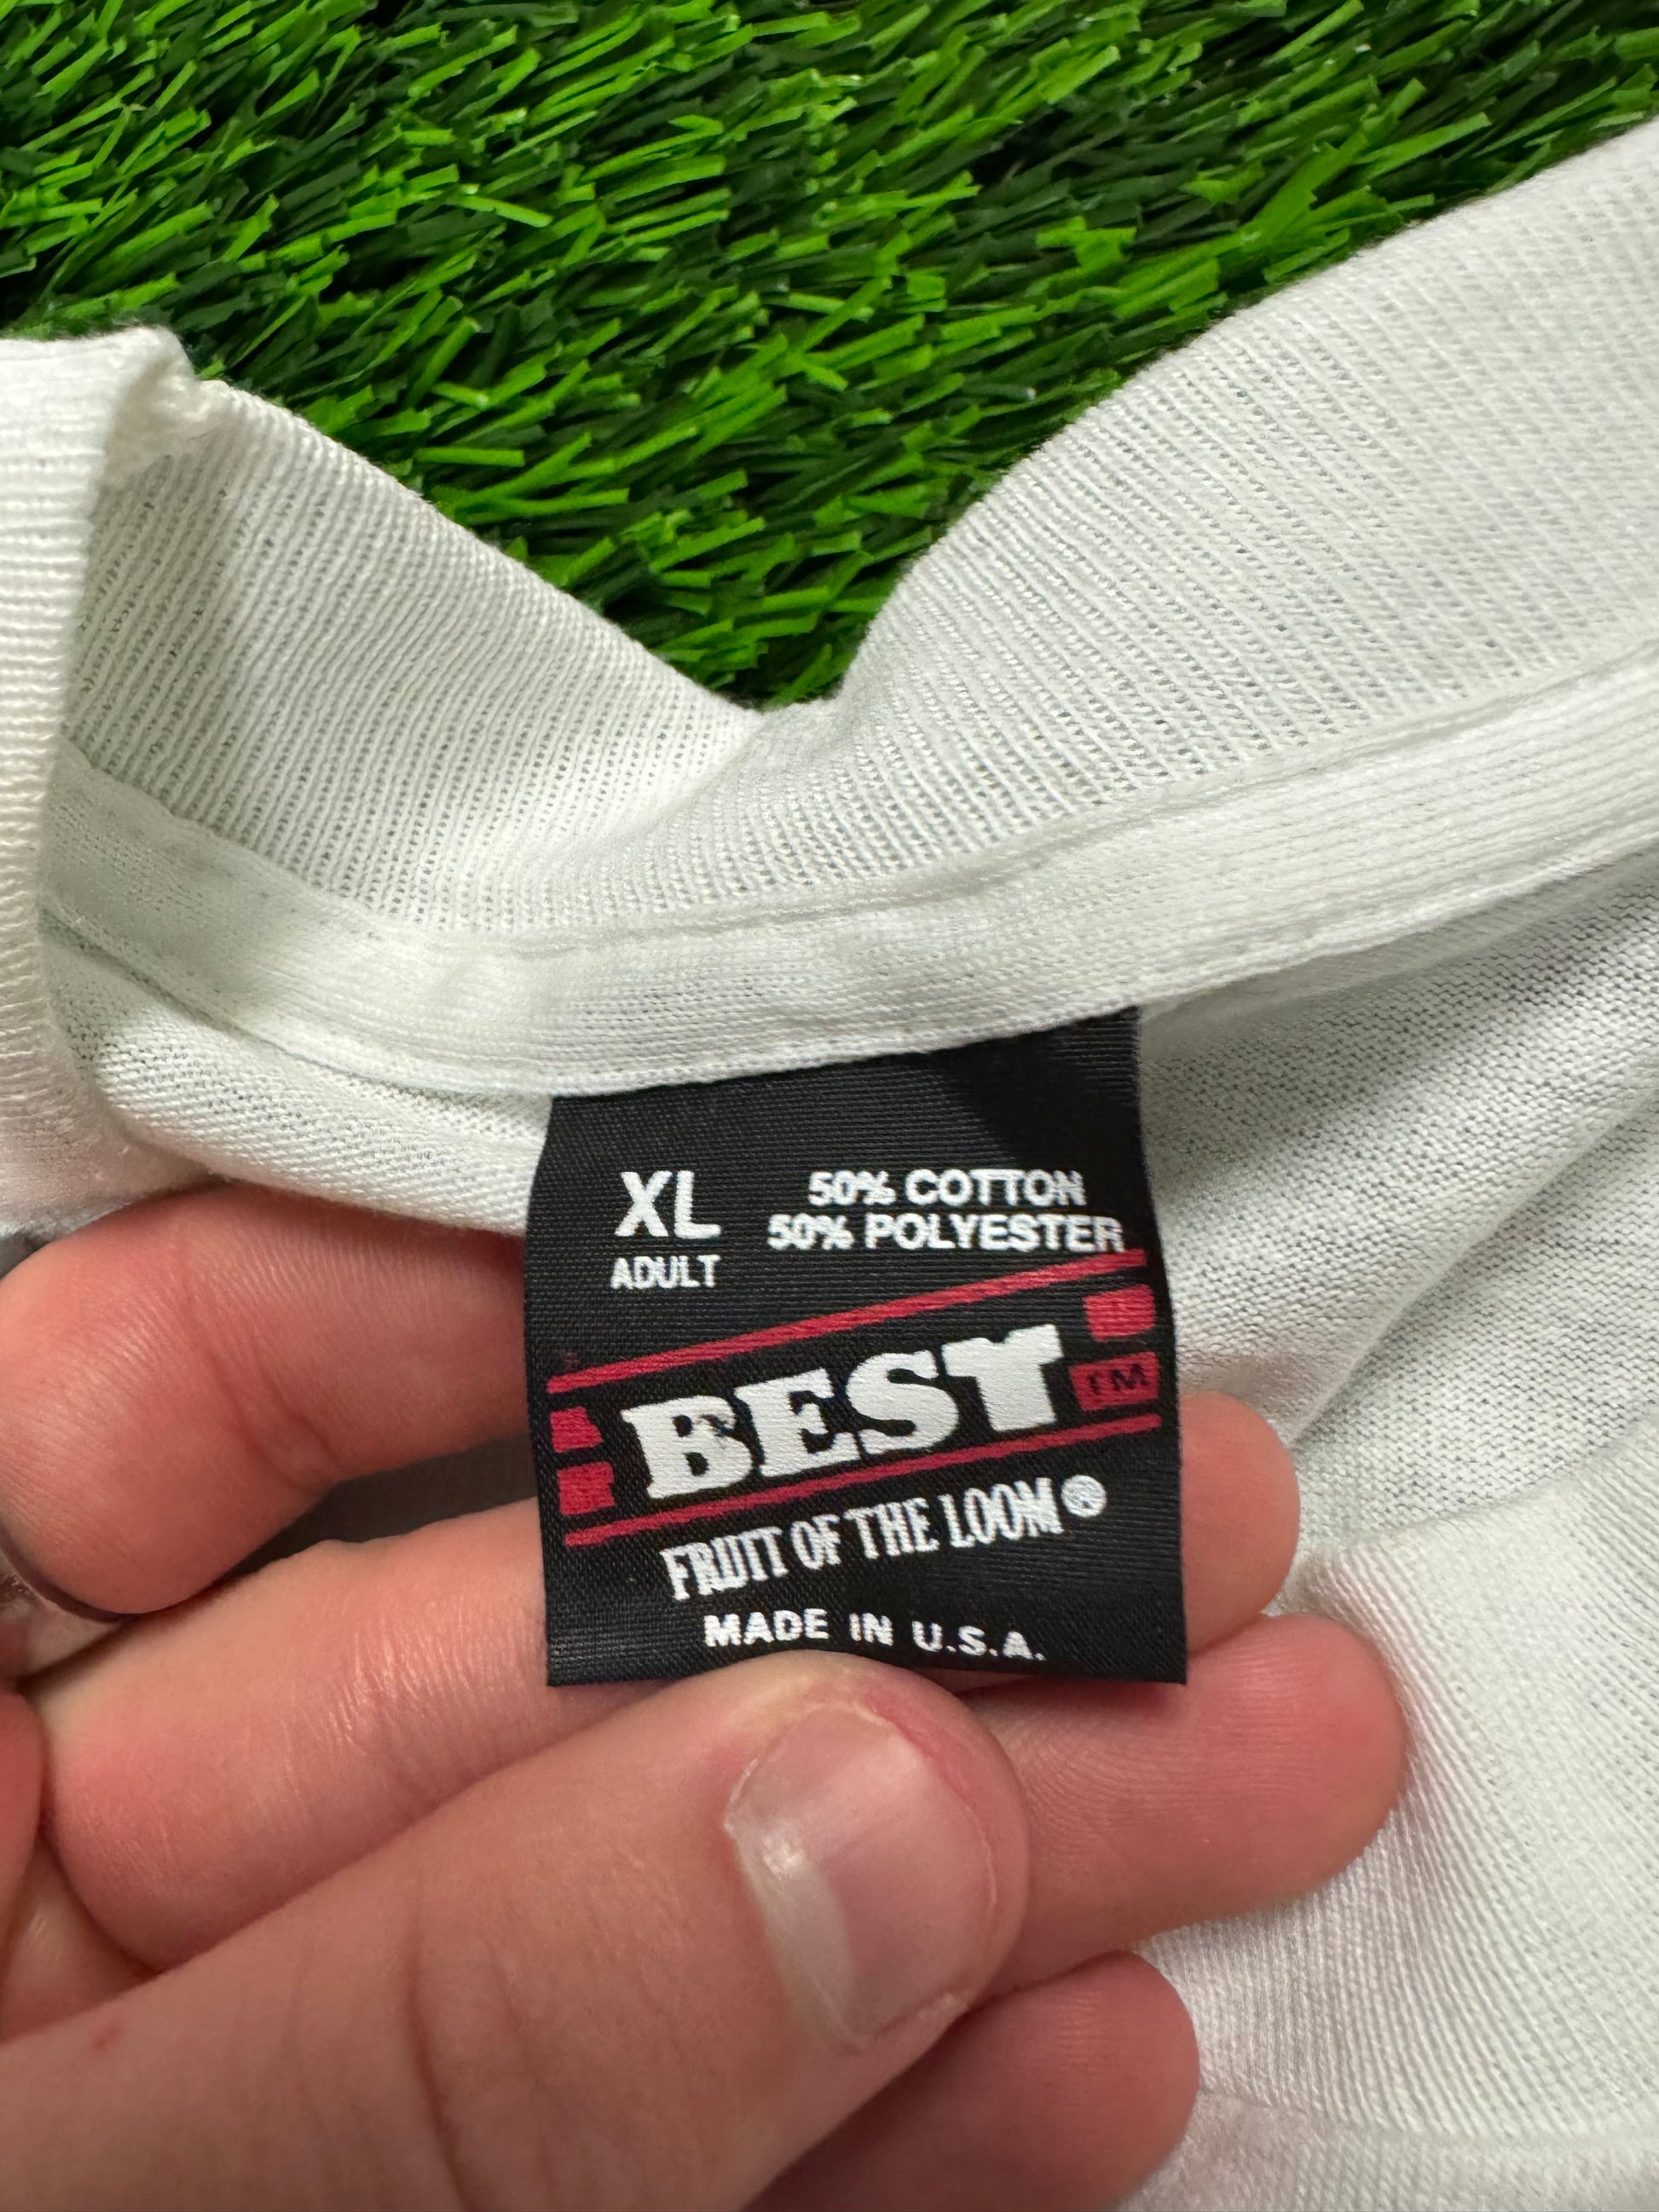 XL
ADULT
50% COTTON
50% POLYESTER
BEST
TM
FRUIT OF THE LOOM®
MADE IN U.S.A.